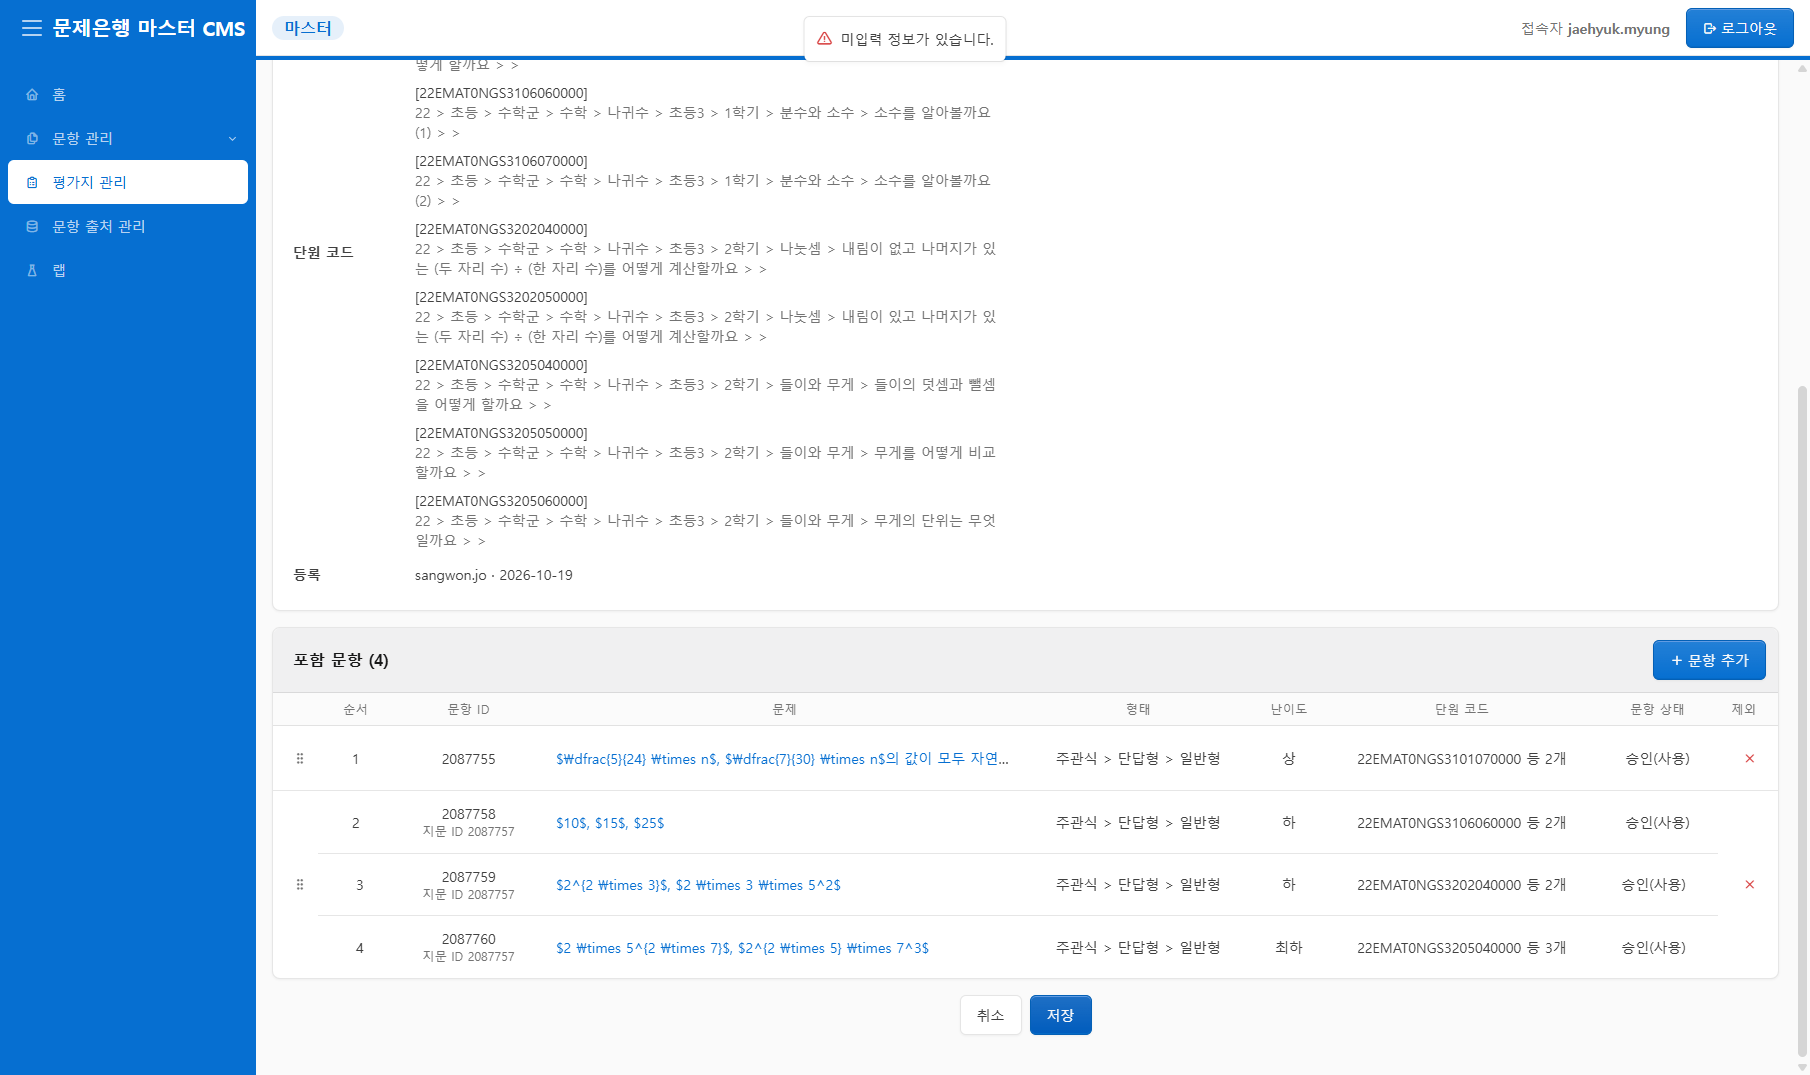 문제은행 마스터 CMS
마스터
미입력 정보가 있습니다.
접속자 jaehyuk.myung
로그아웃
홈
문항 관리
평가지 관리
문항 출처 관리
랩
떻게 할까요 > >
[22EMAT0NGS3106060000]
22 > 초등 > 수학군 > 수학 > 나귀수 > 초등3 > 1학기 > 분수와 소수 > 소수를 알아볼까요
(1) > >
[22EMAT0NGS3106070000]
22 > 초등 > 수학군 > 수학 > 나귀수 > 초등3 > 1학기 > 분수와 소수 > 소수를 알아볼까요
(2) > >
단원 코드
[22EMAT0NGS3202040000]
22 > 초등 > 수학군 > 수학 > 나귀수 > 초등3 > 2학기 > 나눗셈 > 내림이 없고 나머지가 있
는 (두 자리 수) ÷ (한 자리 수)를 어떻게 계산할까요 > >
[22EMAT0NGS3202050000]
22 > 초등 > 수학군 > 수학 > 나귀수 > 초등3 > 2학기 > 나눗셈 > 내림이 있고 나머지가 있
는 (두 자리 수) ÷ (한 자리 수)를 어떻게 계산할까요 > >
[22EMAT0NGS3205040000]
22 > 초등 > 수학군 > 수학 > 나귀수 > 초등3 > 2학기 > 들이와 무게 > 들이의 덧셈과 뺄셈
을 어떻게 할까요 > >
[22EMAT0NGS3205050000]
22 > 초등 > 수학군 > 수학 > 나귀수 > 초등3 > 2학기 > 들이와 무게 > 무게를 어떻게 비교
할까요 > >
[22EMAT0NGS3205060000]
22 > 초등 > 수학군 > 수학 > 나귀수 > 초등3 > 2학기 > 들이와 무게 > 무게의 단위는 무엇
일까요 > >
등록 sangwon.jo · 2026-10-19
포함 문항 (4)
+ 문항 추가
순서 문항 ID 문제 형태 난이도 단원 코드 문항 상태 제외
1 2087755 $₩dfrac{5}{24} ₩times n$, $₩dfrac{7}{30} ₩times n$의 값이 모두 자연... 주관식 > 단답형 > 일반형 상 22EMAT0NGS3101070000 등 2개 승인(사용)
2 2087758 $10$, $15$, $25$ 주관식 > 단답형 > 일반형 하 22EMAT0NGS3106060000 등 2개 승인(사용)
지문 ID 2087757
3 2087759 $2^{2 ₩times 3}$, $2 ₩times 3 ₩times 5^2$ 주관식 > 단답형 > 일반형 하 22EMAT0NGS3202040000 등 2개 승인(사용)
지문 ID 2087757
4 2087760 $2 ₩times 5^{2 ₩times 7}$, $2^{2 ₩times 5} ₩times 7^3$ 주관식 > 단답형 > 일반형 최하 22EMAT0NGS3205040000 등 3개 승인(사용)
지문 ID 2087757
취소
저장